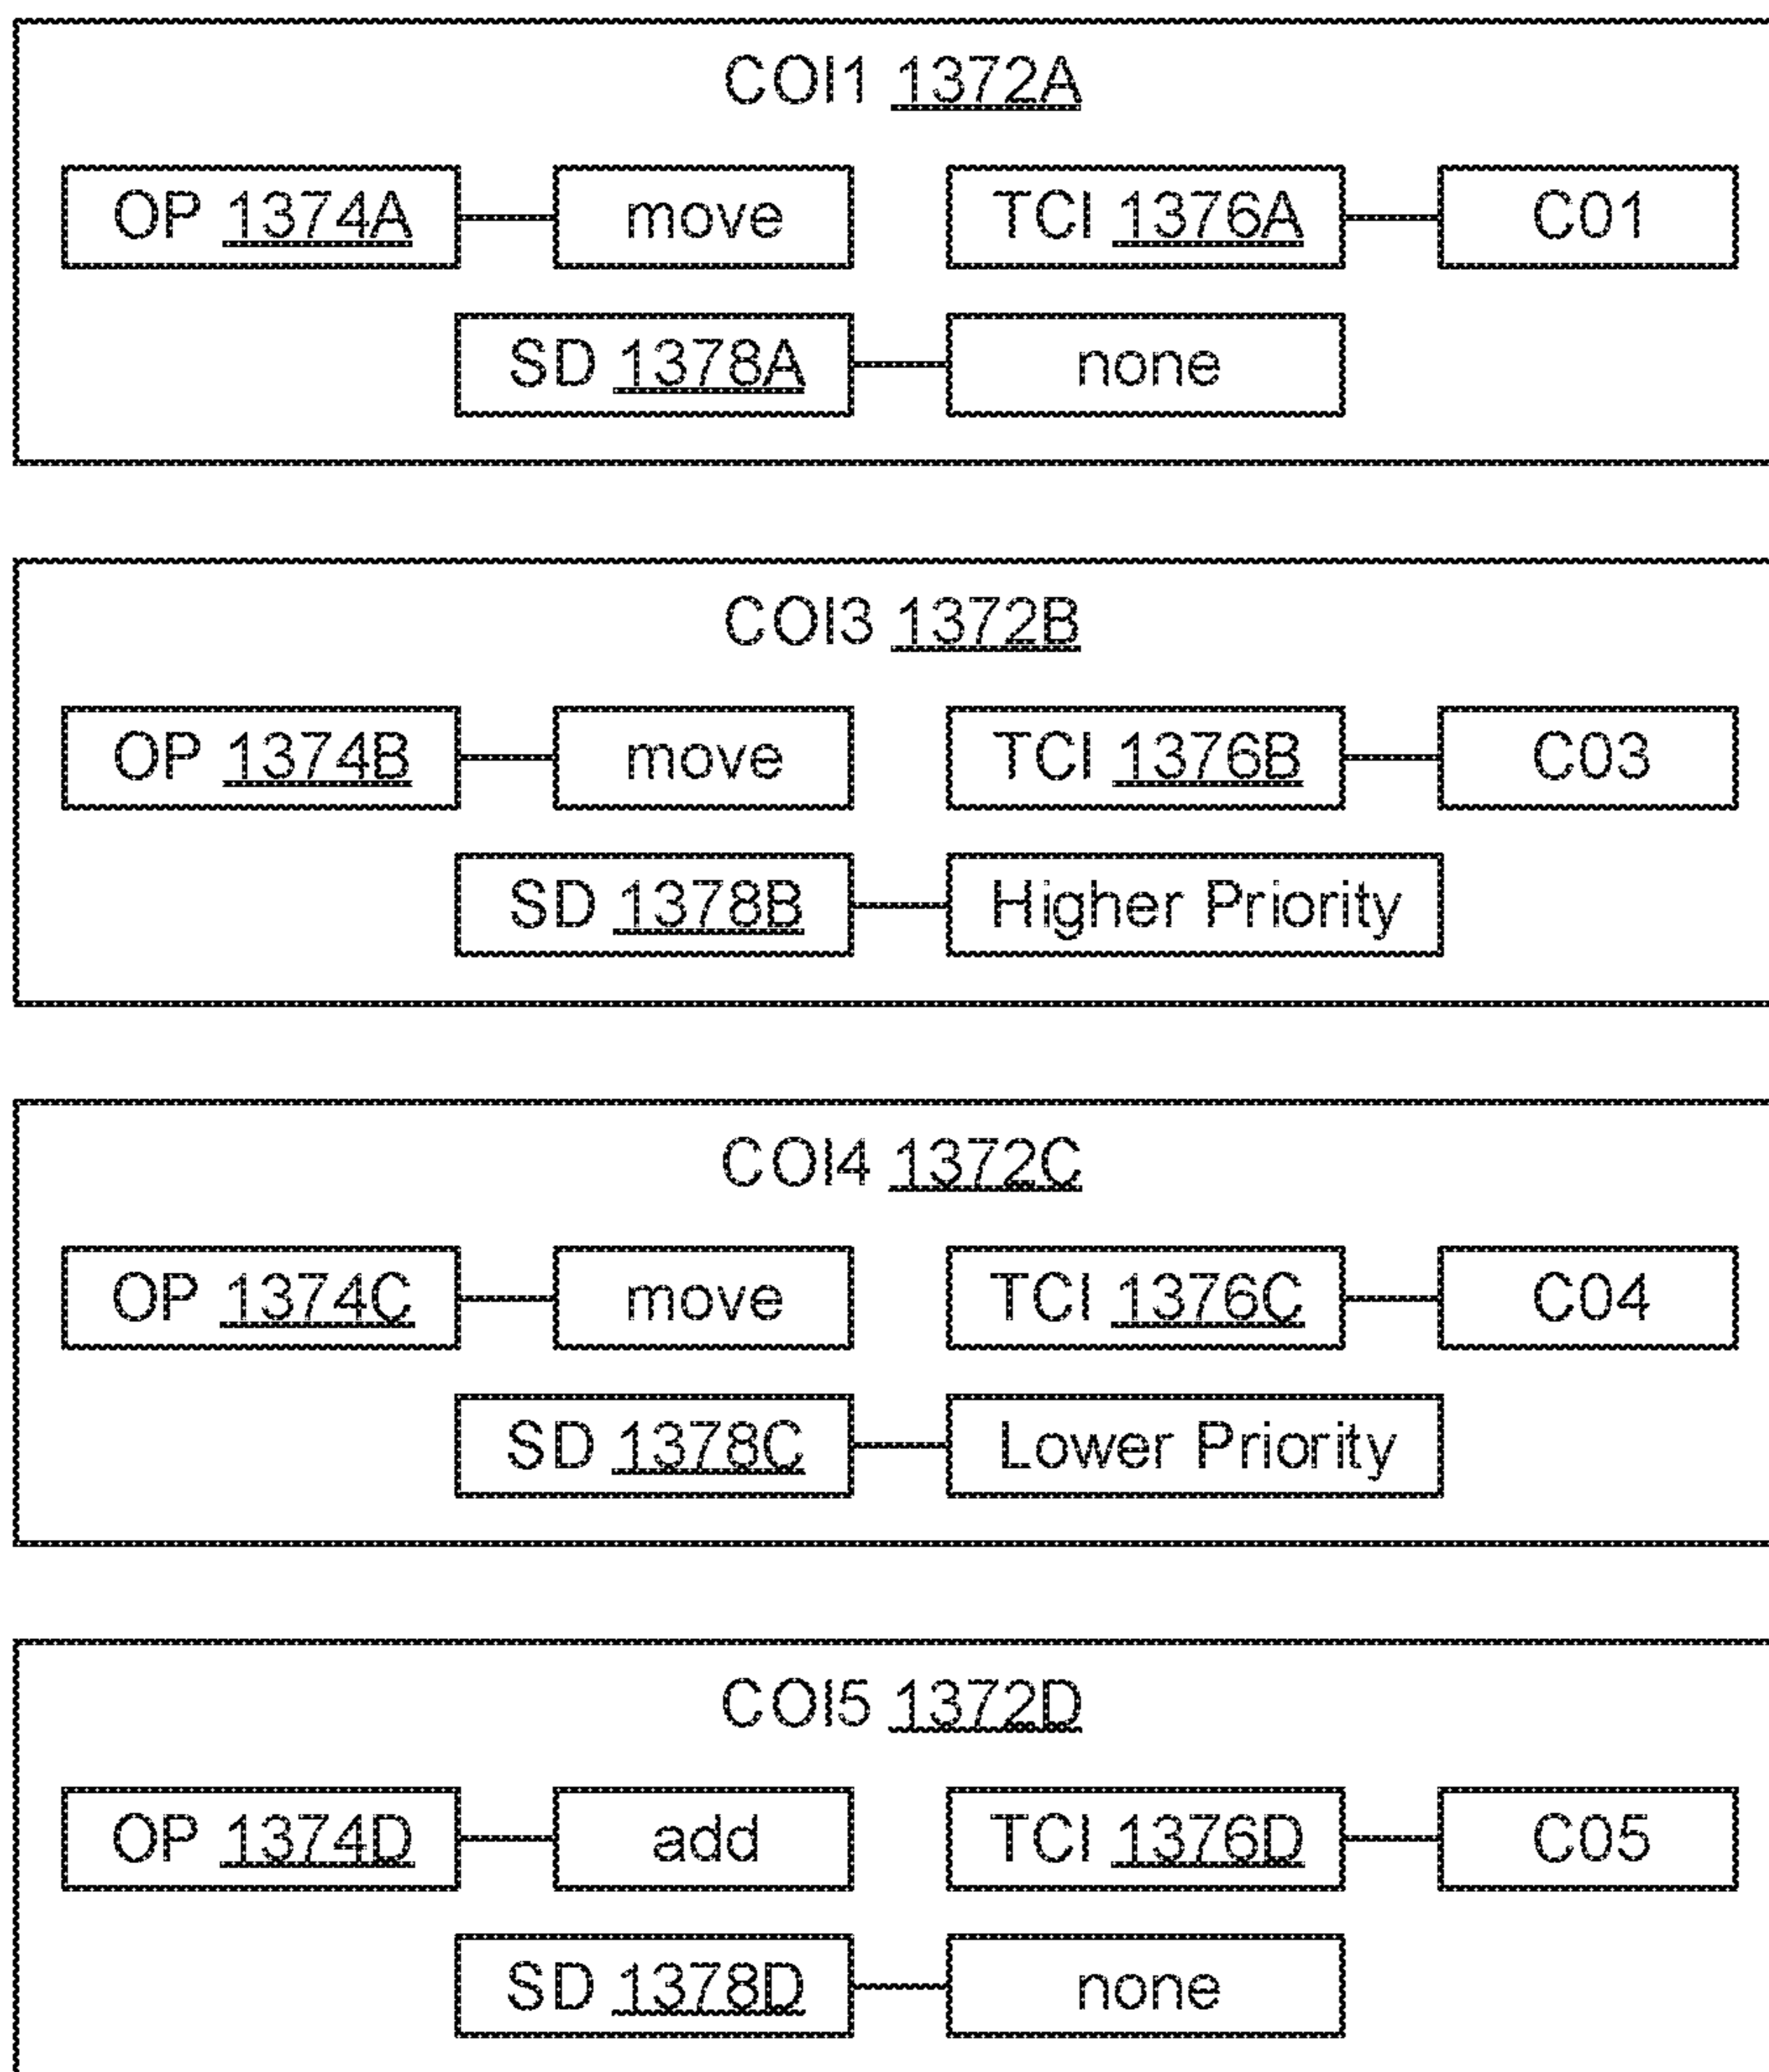 COI1 1372A
OP 1374A move TCI 1376A C01
SD 1378A none
COI3 1372B
OP 1374B move TCI 1376B C03
SD 1378B Higher Priority
COI4 1372C
OP 1374C move TCI 1376C C04
SD 1378C Lower Priority
COI5 1372D
OP 1374D add TCI 1376D C05
SD 1378D none